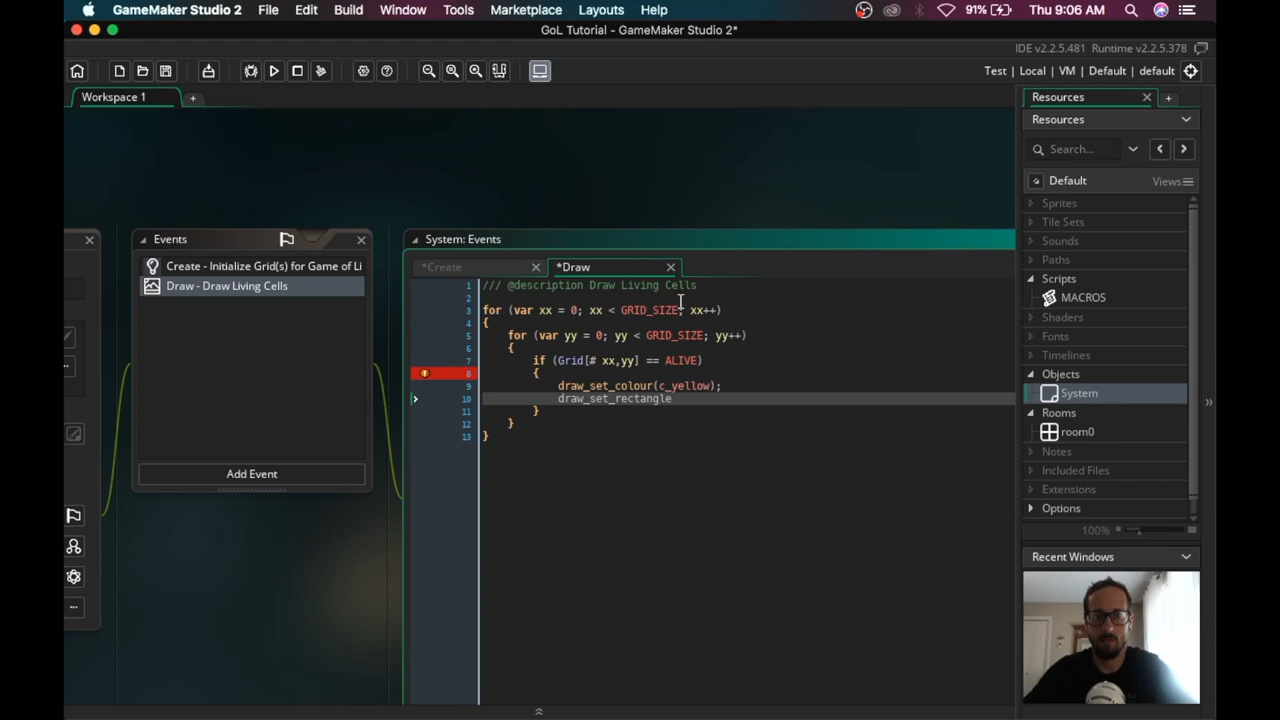 GameMaker Studio 2 File Edit Build Window Tools Marketplace Layouts Help 91% Thu 9:06 AM
GoL Tutorial - GameMaker Studio 2*
IDE v2.2.5.481 Runtime v2.2.5.378
Test | Local | VM | Default | default
Workspace 1
Resources
Resources
Search...
Default Views
Sprites
Tile Sets
Sounds
Paths
Scripts
MACROS
Shaders
Fonts
Timelines
Objects
System
Rooms
room0
Notes
Included Files
Extensions
Options
100%
Recent Windows
Events
Create - Initialize Grid(s) for Game of Li
Draw - Draw Living Cells
Add Event
System: Events
*Create *Draw
1 /// @description Draw Living Cells
2
3 for (var xx = 0; xx < GRID_SIZE; xx++)
4 {
5 for (var yy = 0; yy < GRID_SIZE; yy++)
6 {
7 if (Grid[# xx,yy] == ALIVE)
8 {
9 draw_set_colour(c_yellow);
10 draw_set_rectangle
11 }
12 }
13 }